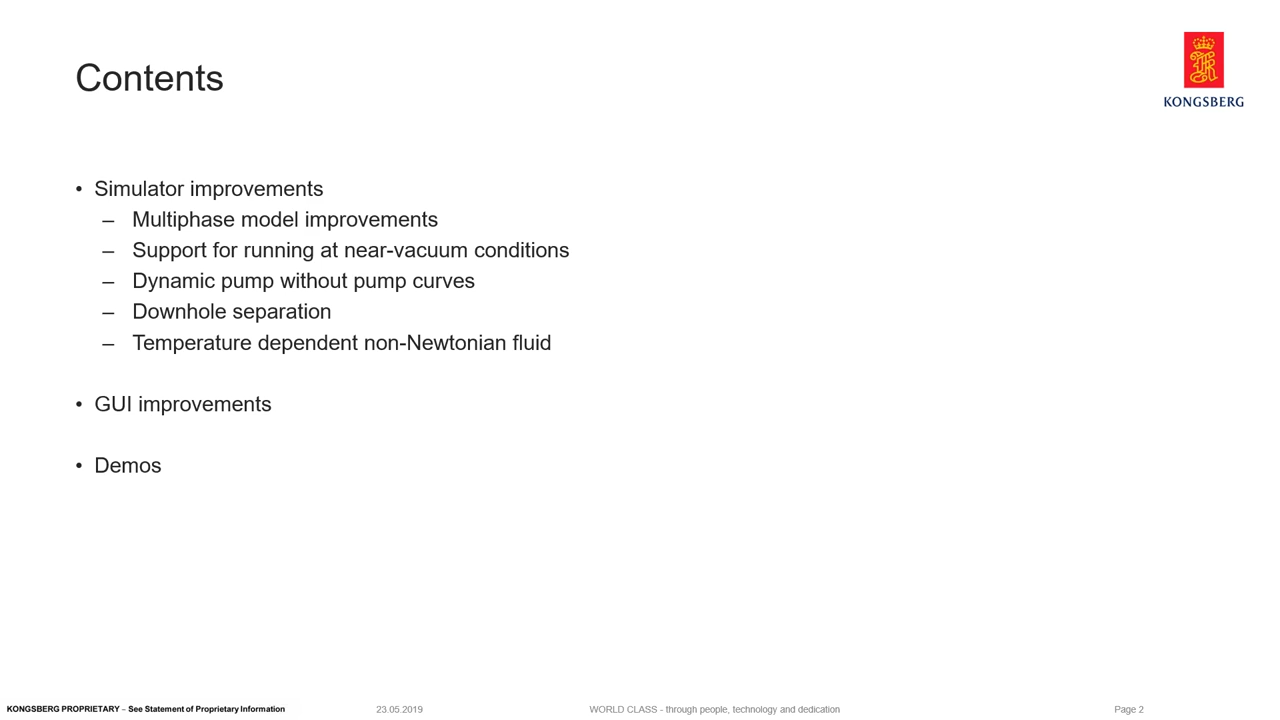 Contents
KONGSBERG
• Simulator improvements
– Multiphase model improvements
– Support for running at near-vacuum conditions
– Dynamic pump without pump curves
– Downhole separation
– Temperature dependent non-Newtonian fluid
• GUI improvements
• Demos
KONGSBERG PROPRIETARY – See Statement of Proprietary Information
23.05.2019
WORLD CLASS - through people, technology and dedication
Page 2